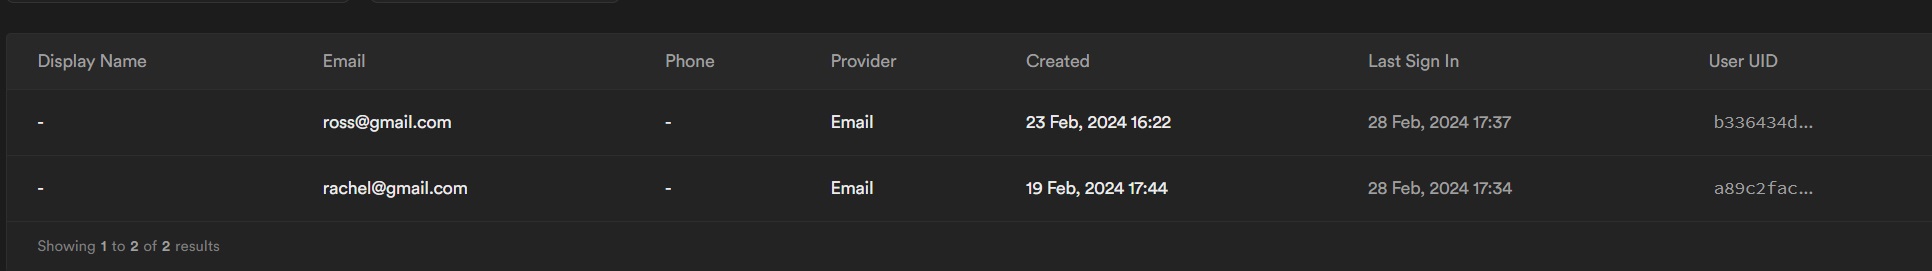 Display Name Email Phone Provider Created Last Sign In User UID
- ross@gmail.com - Email 23 Feb, 2024 16:22 28 Feb, 2024 17:37 b336434d...
- rachel@gmail.com - Email 19 Feb, 2024 17:44 28 Feb, 2024 17:34 a89c2fac...
Showing 1 to 2 of 2 results